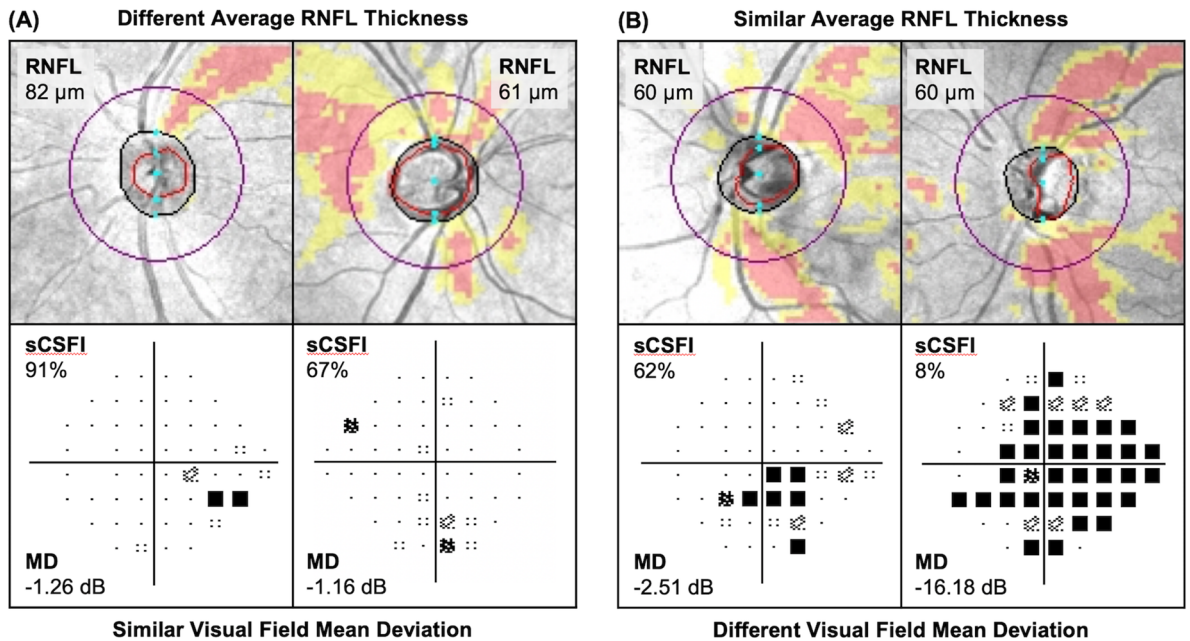 (A) Different Average RNFL Thickness
(B) Similar Average RNFL Thickness
RNFL
82 µm
RNFL
61 µm
RNFL
60 µm
RNFL
60 µm
sCSFI
91%
sCSFI
67%
sCSFI
62%
sCSFI
8%
MD
-1.26 dB
MD
-1.16 dB
MD
-2.51 dB
MD
-16.18 dB
Similar Visual Field Mean Deviation
Different Visual Field Mean Deviation